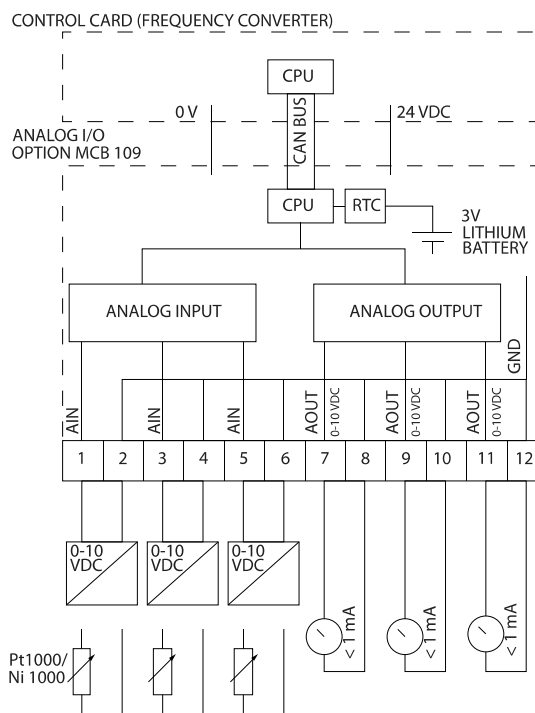 CONTROL CARD (FREQUENCY CONVERTER)
CPU
0 V
CAN BUS
24 VDC
ANALOG I/O
OPTION MCB 109
CPU
RTC
3V
LITHIUM
BATTERY
ANALOG INPUT
ANALOG OUTPUT
GND
AIN
AIN
AIN
AOUT
0-10 VDC
AOUT
0-10 VDC
AOUT
0-10 VDC
1 2 3 4 5 6 7 8 9 10 11 12
0-10
VDC
0-10
VDC
0-10
VDC
< 1 mA
< 1 mA
< 1 mA
Pt1000/
Ni 1000